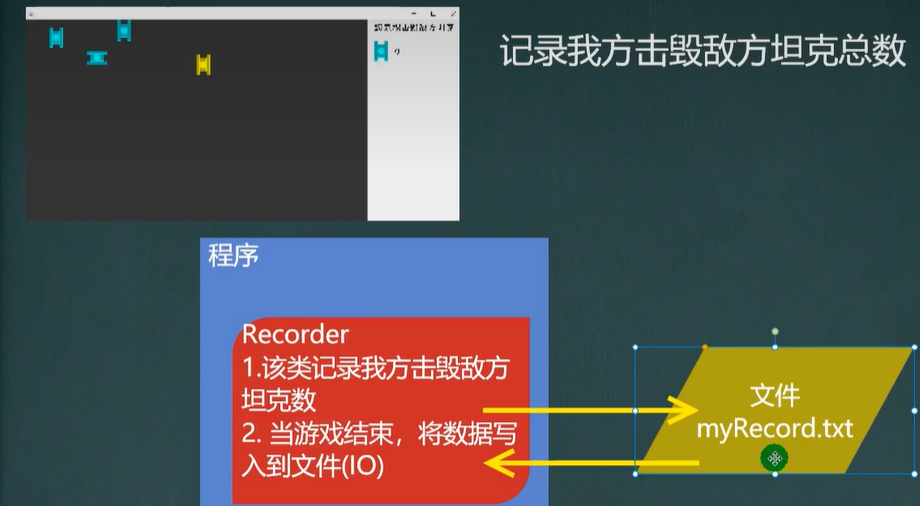 记录我方击毁敌方坦克总数
程序
Recorder
1.该类记录我方击毁敌方
坦克数
2. 当游戏结束，将数据写
入到文件(IO)
文件
myRecord.txt